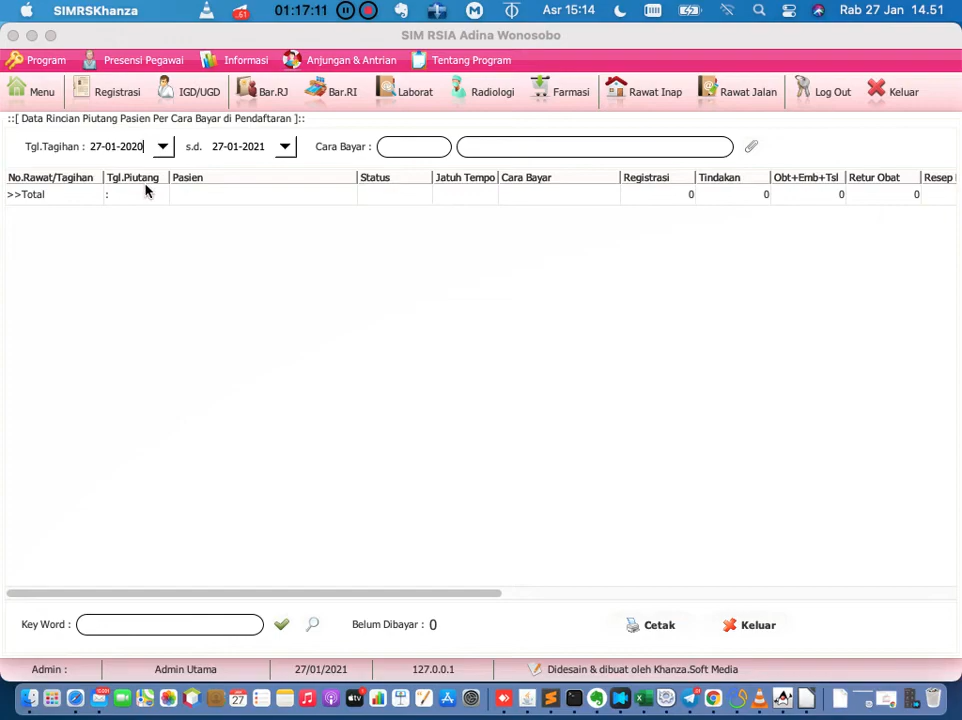 SIMRSKhanza 61 01:17:11 Asr 15:14 Rab 27 Jan 14.51
SIM RSIA Adina Wonosobo
Program Presensi Pegawai Informasi Anjungan & Antrian Tentang Program
Menu Registrasi IGD/UGD Bar.RJ Bar.RI Laborat Radiologi Farmasi Rawat Inap Rawat Jalan Log Out Keluar
::[ Data Rincian Piutang Pasien Per Cara Bayar di Pendaftaran ]::
Tgl.Tagihan : 27-01-2020 s.d. 27-01-2021 Cara Bayar :
No.Rawat/Tagihan Tgl.Piutang Pasien Status Jatuh Tempo Cara Bayar Registrasi Tindakan Obt+Emb+Tsl Retur Obat Resep
>>Total : 0 0 0 0
Key Word : Belum Dibayar : 0 Cetak Keluar
Admin : Admin Utama 27/01/2021 127.0.0.1 Didesain & dibuat oleh Khanza.Soft Media